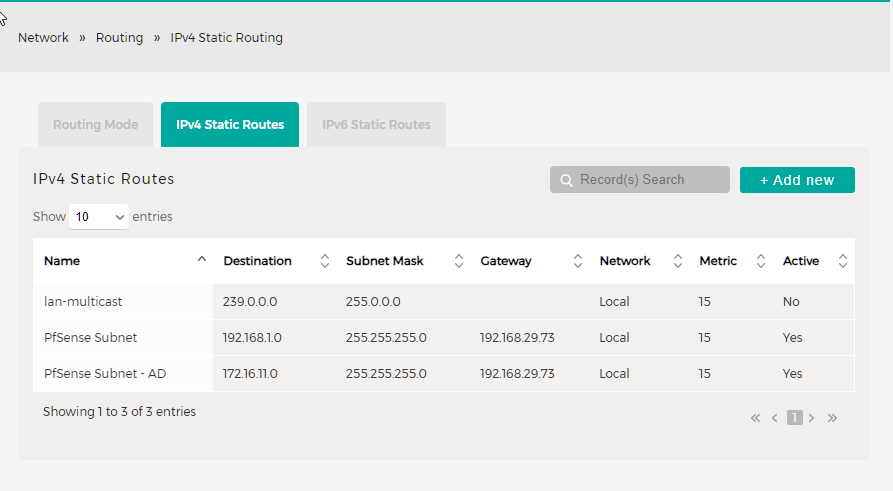 Network » Routing » IPv4 Static Routing
Routing Mode IPv4 Static Routes IPv6 Static Routes
IPv4 Static Routes Record(s) Search + Add new
Show 10 entries
Name Destination Subnet Mask Gateway Network Metric Active
lan-multicast 239.0.0.0 255.0.0.0 Local 15 No
PfSense Subnet 192.168.1.0 255.255.255.0 192.168.29.73 Local 15 Yes
PfSense Subnet - AD 172.16.11.0 255.255.255.0 192.168.29.73 Local 15 Yes
Showing 1 to 3 of 3 entries « < 1 > »